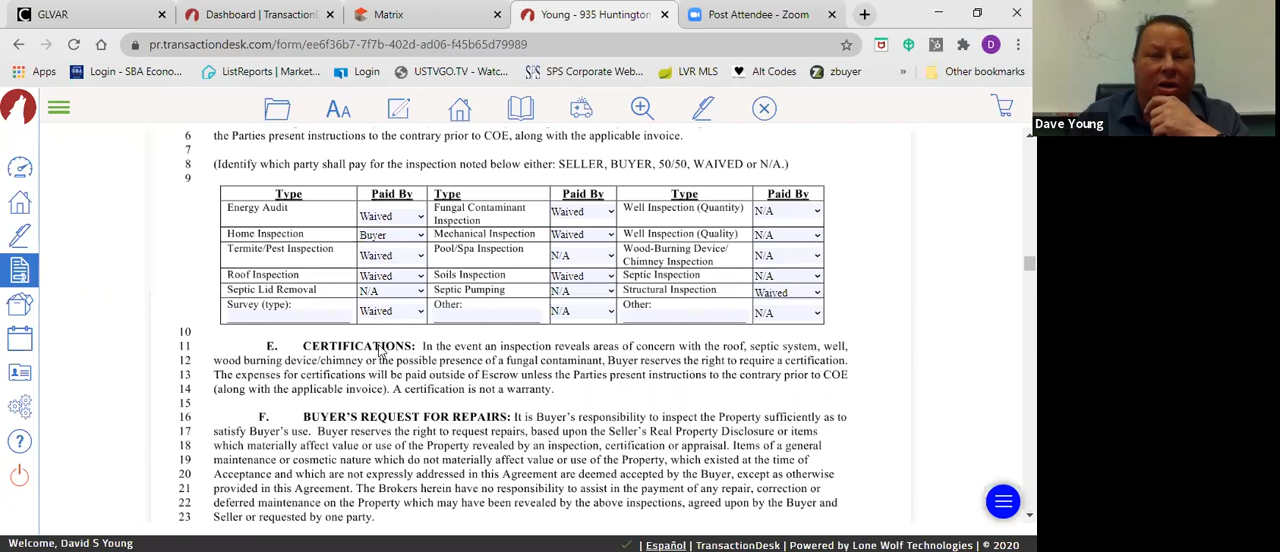 GLVAR
Dashboard | TransactionDesk
Matrix
Young - 935 Huntington
Post Attendee - Zoom
pr.transactiondesk.com/form/ee6f36b7-7f7b-402d-ad06-f45b65d79989
Apps
Login - SBA Econo...
ListReports | Market...
Login
USTVGO.TV - Watc...
SPS Corporate Web...
LVR MLS
Alt Codes
zbuyer
»
Other bookmarks
Dave Young
6 the Parties present instructions to the contrary prior to COE, along with the applicable invoice.
7
8 (Identify which party shall pay for the inspection noted below either: SELLER, BUYER, 50/50, WAIVED or N/A.)
9
Type Paid By Type Paid By Type Paid By
Energy Audit Waived Fungal Contaminant Inspection Waived Well Inspection (Quantity) N/A
Home Inspection Buyer Mechanical Inspection Waived Well Inspection (Quality) N/A
Termite/Pest Inspection Waived Pool/Spa Inspection N/A Wood-Burning Device/ Chimney Inspection N/A
Roof Inspection Waived Soils Inspection Waived Septic Inspection N/A
Septic Lid Removal N/A Septic Pumping N/A Structural Inspection Waived
Survey (type): Waived Other: N/A Other: N/A
10
11 E. CERTIFICATIONS: In the event an inspection reveals areas of concern with the roof, septic system, well,
12 wood burning device/chimney or the possible presence of a fungal contaminant, Buyer reserves the right to require a certification.
13 The expenses for certifications will be paid outside of Escrow unless the Parties present instructions to the contrary prior to COE
14 (along with the applicable invoice). A certification is not a warranty.
15
16 F. BUYER'S REQUEST FOR REPAIRS: It is Buyer's responsibility to inspect the Property sufficiently as to
17 satisfy Buyer's use. Buyer reserves the right to request repairs, based upon the Seller's Real Property Disclosure or items
18 which materially affect value or use of the Property revealed by an inspection, certification or appraisal. Items of a general
19 maintenance or cosmetic nature which do not materially affect value or use of the Property, which existed at the time of
20 Acceptance and which are not expressly addressed in this Agreement are deemed accepted by the Buyer, except as otherwise
21 provided in this Agreement. The Brokers herein have no responsibility to assist in the payment of any repair, correction or
22 deferred maintenance on the Property which may have been revealed by the above inspections, agreed upon by the Buyer and
23 Seller or requested by one party.
Welcome, David S Young
| Español | TransactionDesk | Powered by Lone Wolf Technologies | © 2020